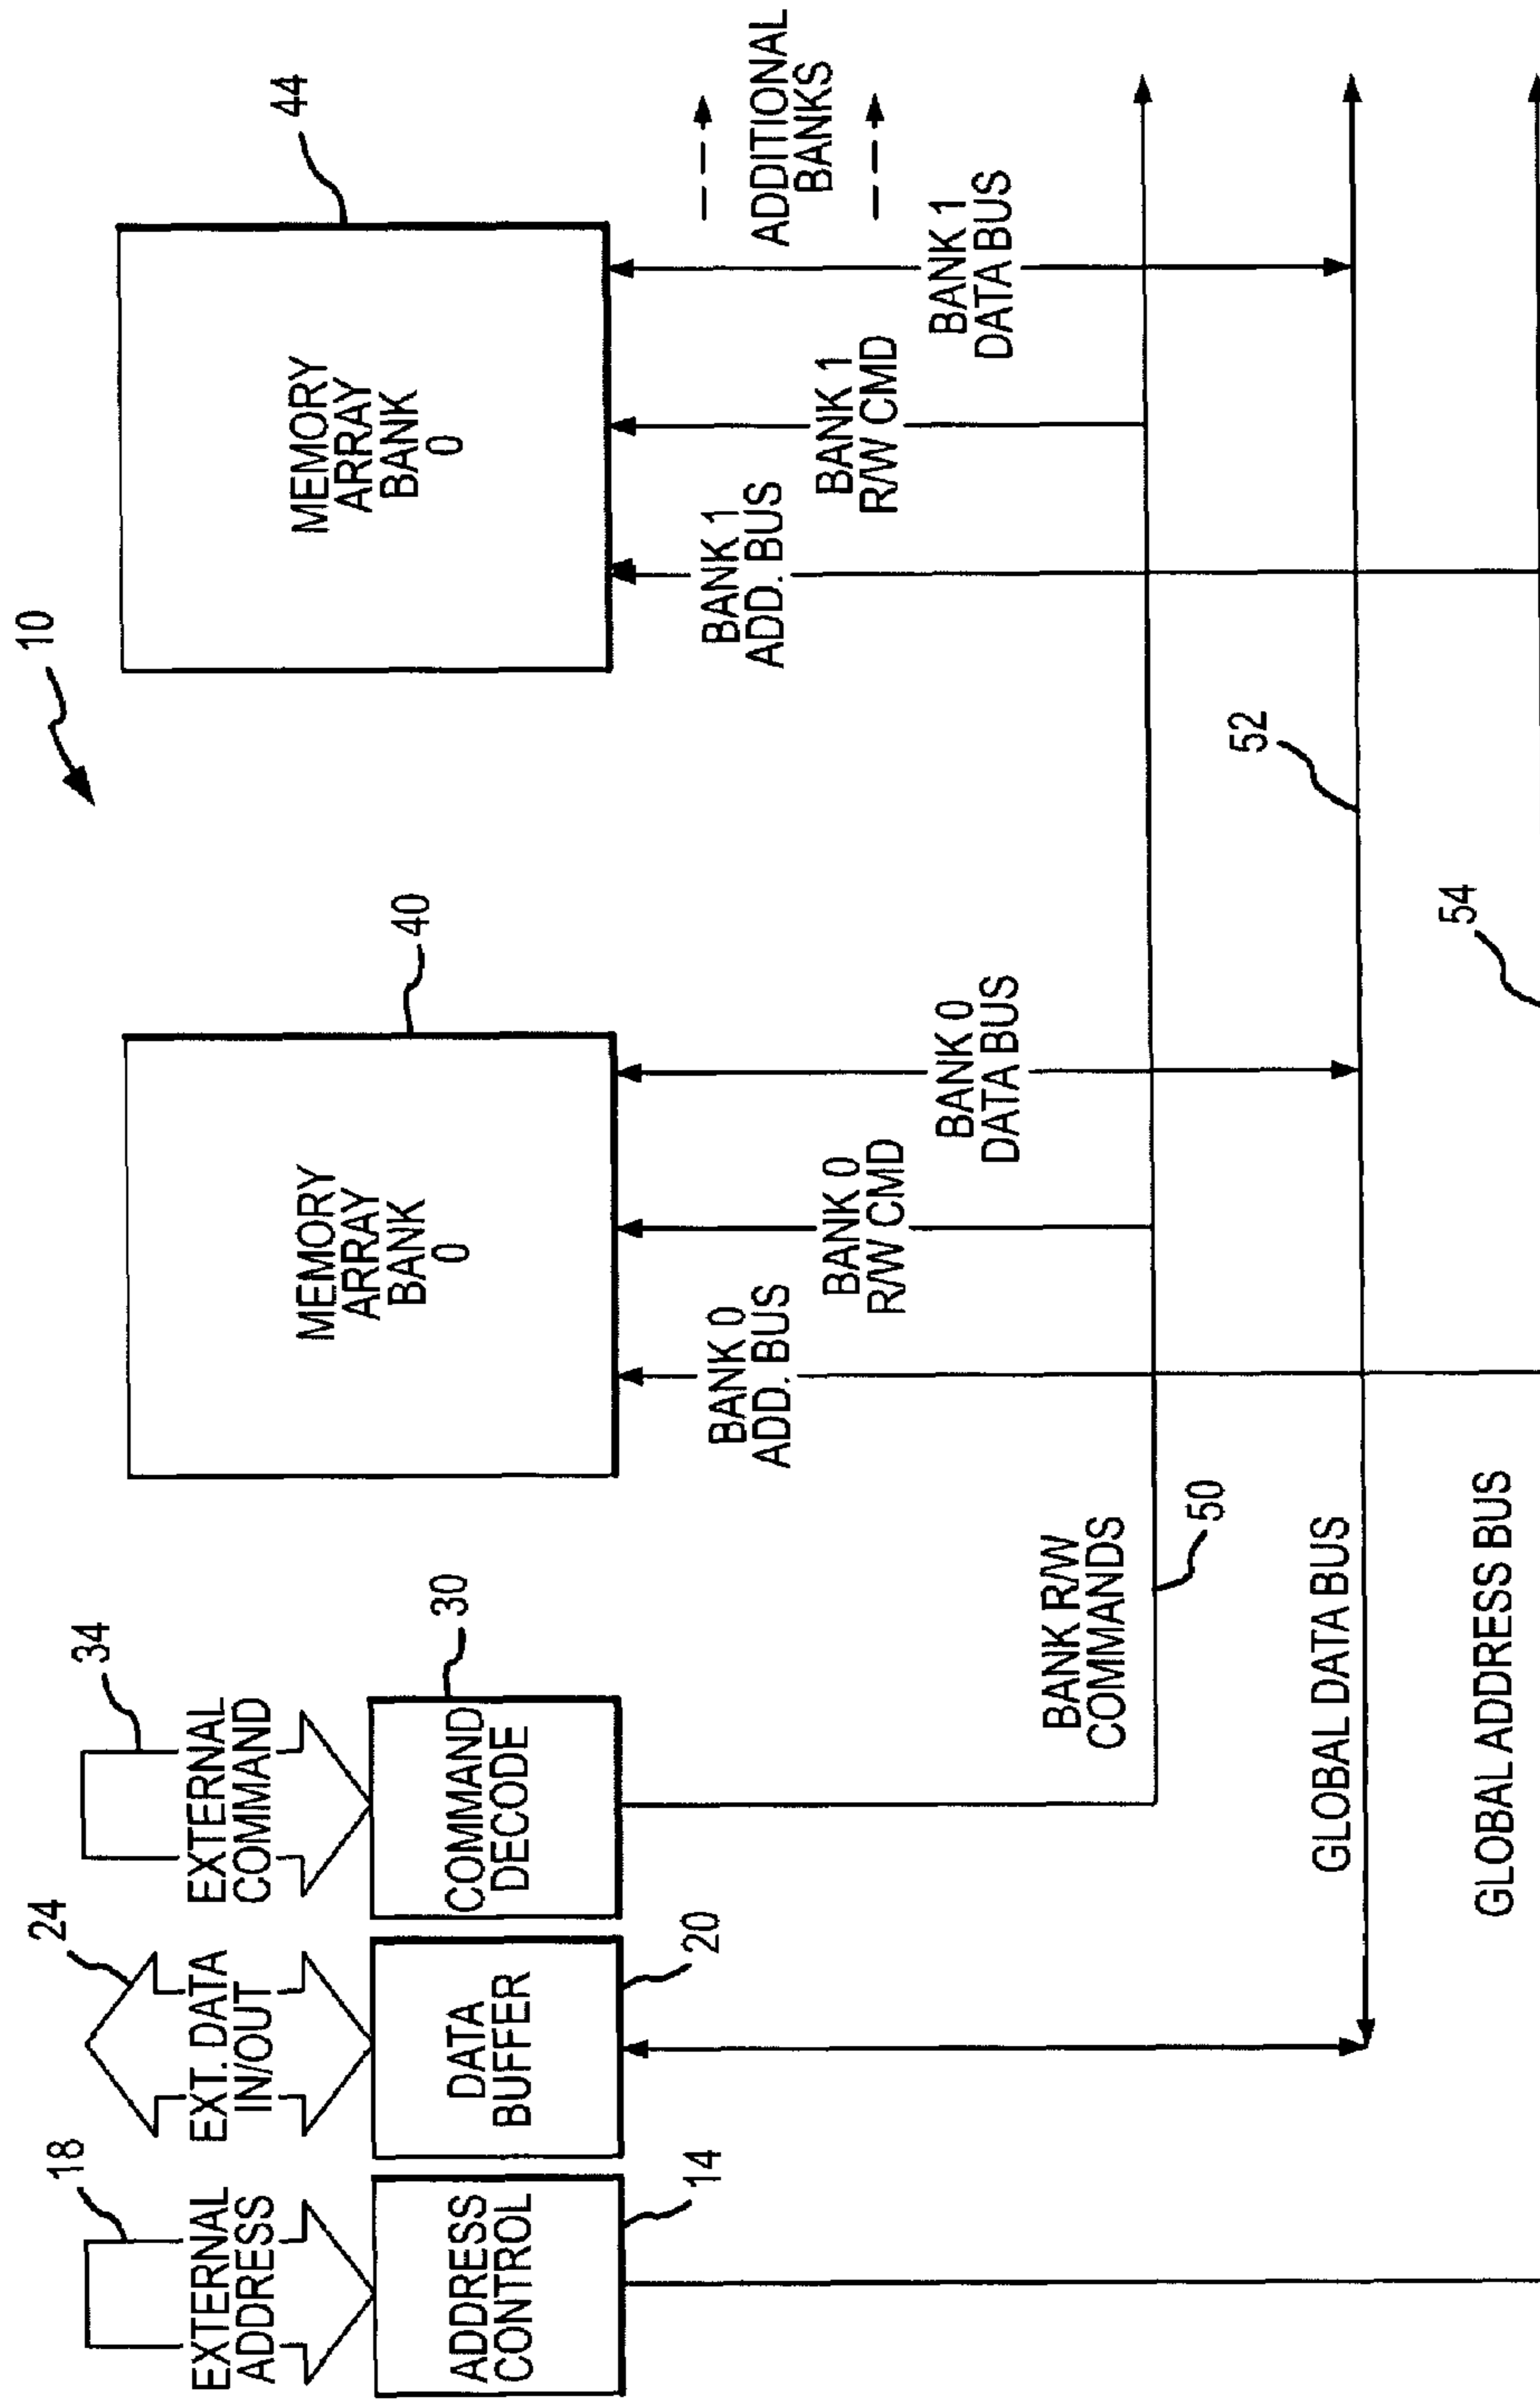 10
18
EXTERNAL
ADDRESS
24
EXT. DATA
IN/OUT
34
EXTERNAL
COMMAND
ADDRESS
CONTROL
14
DATA
BUFFER
20
COMMAND
DECODE
30
MEMORY
ARRAY
BANK
0
40
MEMORY
ARRAY
BANK
0
44
BANK 0
ADD. BUS
BANK 0
R/W CMD
BANK 0
DATA BUS
BANK 1
ADD. BUS
BANK 1
R/W CMD
BANK 1
DATA BUS
ADDITIONAL
BANKS
BANK R/W
COMMANDS
50
GLOBAL DATA BUS
52
GLOBAL ADDRESS BUS
54